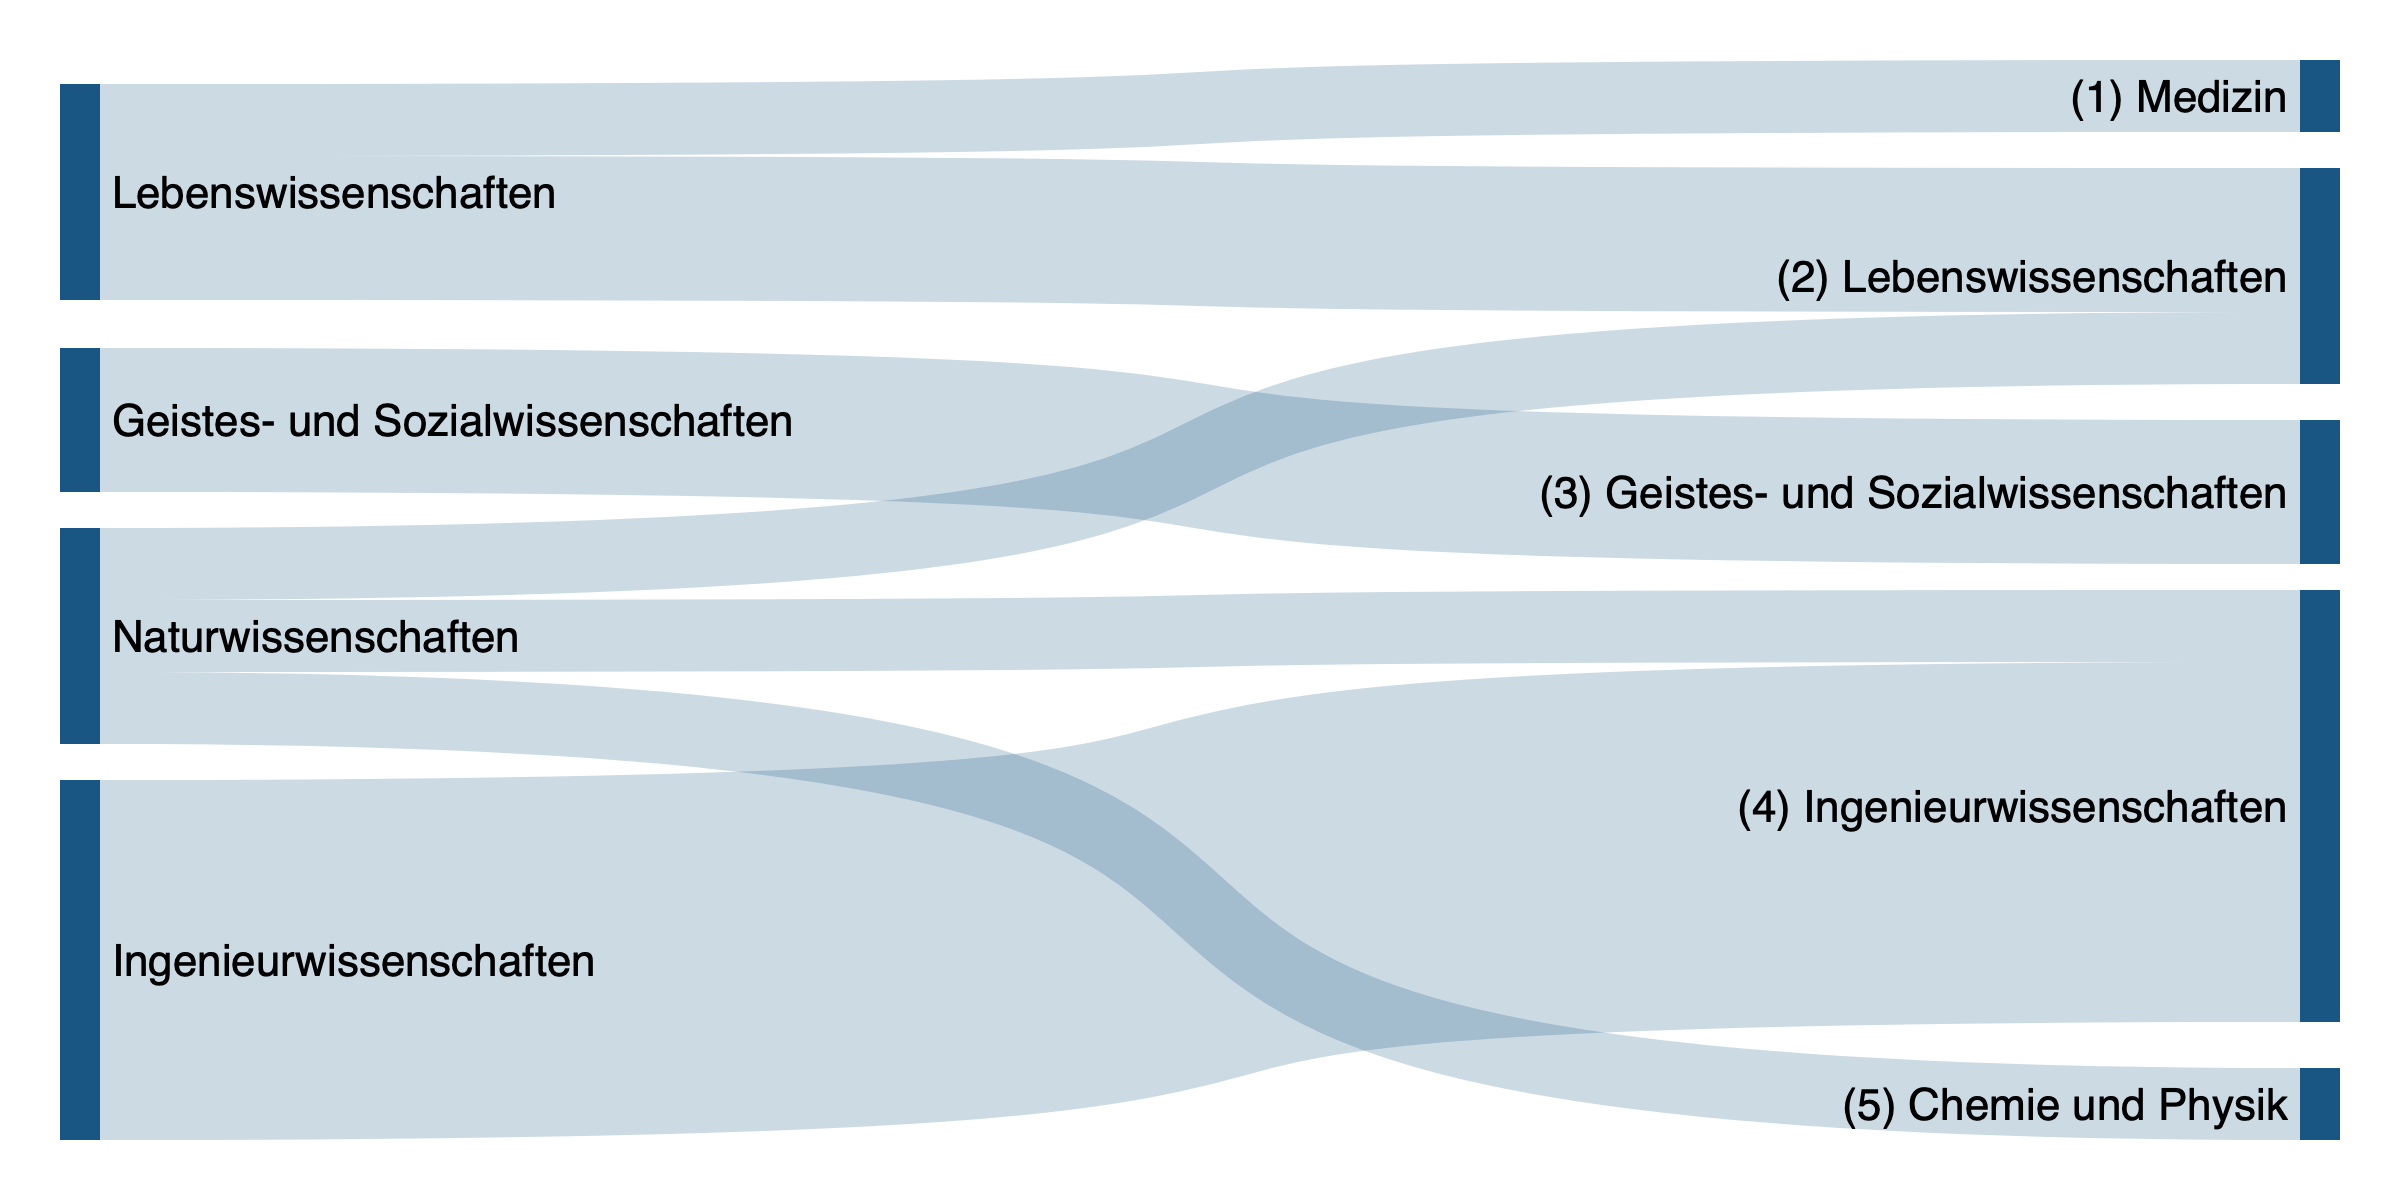 Lebenswissenschaften
Geistes- und Sozialwissenschaften
Naturwissenschaften
Ingenieurwissenschaften
(1) Medizin
(2) Lebenswissenschaften
(3) Geistes- und Sozialwissenschaften
(4) Ingenieurwissenschaften
(5) Chemie und Physik